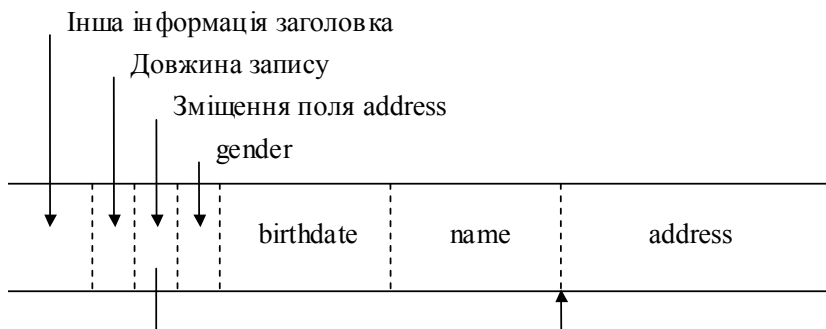 Інша інформація заголовка
Довжина запису
Зміщення поля address
gender
birthdate name address